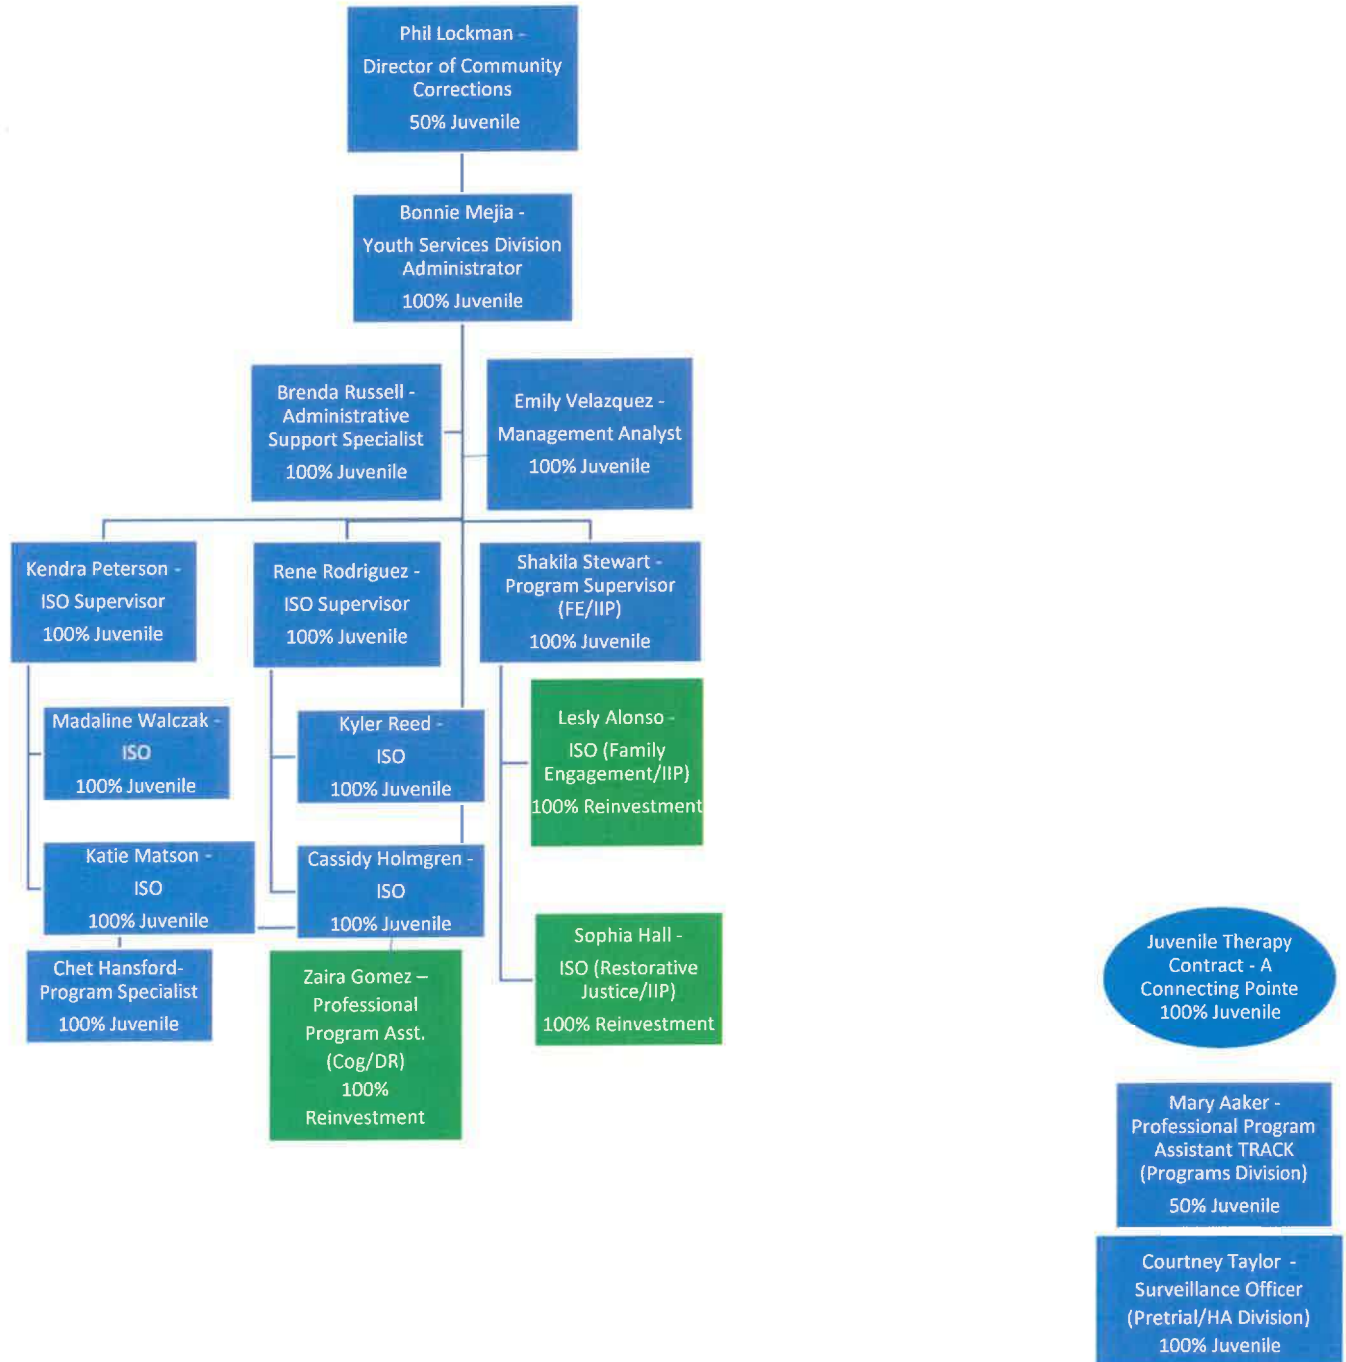 Phil Lockman -
Director of Community
Corrections
50% Juvenile
Bonnie Mejia -
Youth Services Division
Administrator
100% Juvenile
Brenda Russell -
Administrative
Support Specialist
100% Juvenile
Emily Velazquez -
Management Analyst
100% Juvenile
Kendra Peterson -
ISO Supervisor
100% Juvenile
Rene Rodriguez -
ISO Supervisor
100% Juvenile
Shakila Stewart -
Program Supervisor
(FE/IIP)
100% Juvenile
Madaline Walczak -
ISO
100% Juvenile
Kyler Reed -
ISO
100% Juvenile
Lesly Alonso -
ISO (Family
Engagement/IIP)
100% Reinvestment
Katie Matson -
ISO
100% Juvenile
Cassidy Holmgren -
ISO
100% Juvenile
Sophia Hall -
ISO (Restorative
Justice/IIP)
100% Reinvestment
Chet Hansford-
Program Specialist
100% Juvenile
Zaira Gomez –
Professional
Program Asst.
(Cog/DR)
100%
Reinvestment
Juvenile Therapy
Contract - A
Connecting Pointe
100% Juvenile
Mary Aaker -
Professional Program
Assistant TRACK
(Programs Division)
50% Juvenile
Courtney Taylor -
Surveillance Officer
(Pretrial/HA Division)
100% Juvenile